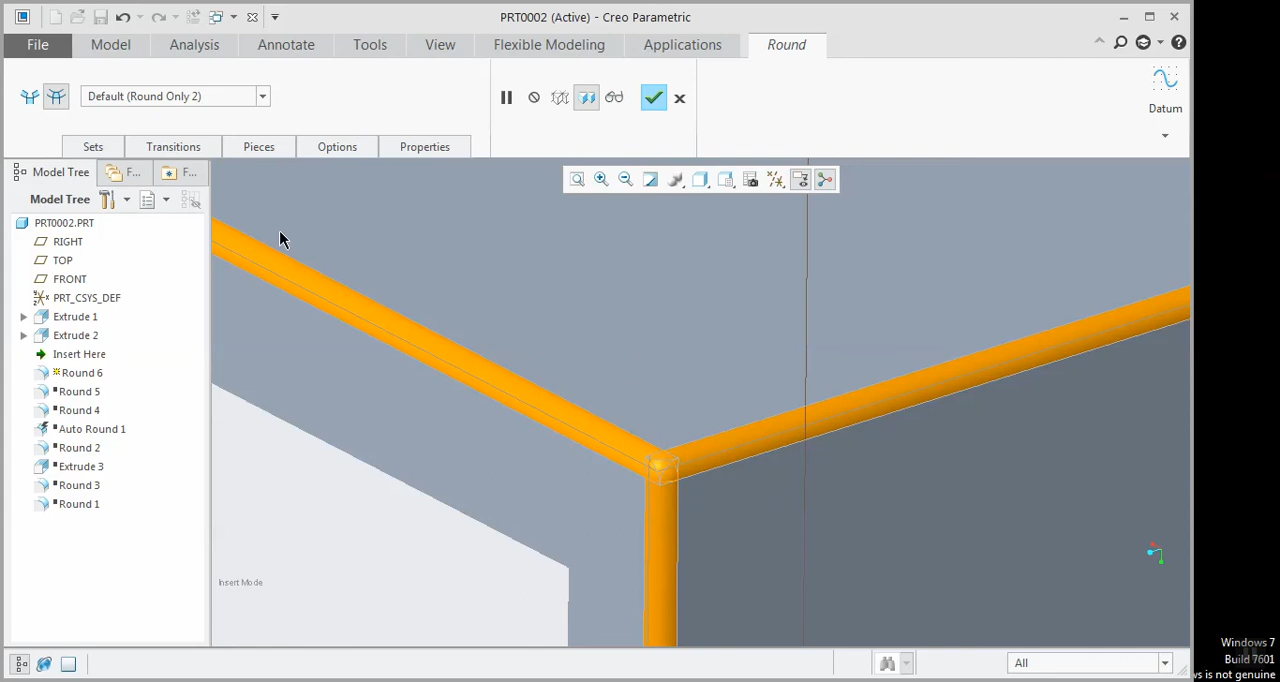 PRT0002 (Active) - Creo Parametric
File Model Analysis Annotate Tools View Flexible Modeling Applications Round
Default (Round Only 2)
Datum
Sets Transitions Pieces Options Properties
Model Tree F... F...
Model Tree
PRT0002.PRT
RIGHT
TOP
FRONT
PRT_CSYS_DEF
Extrude 1
Extrude 2
Insert Here
Round 6
Round 5
Round 4
Auto Round 1
Round 2
Extrude 3
Round 3
Round 1
Insert Mode
All
Windows 7
Build 7601
ws is not genuine